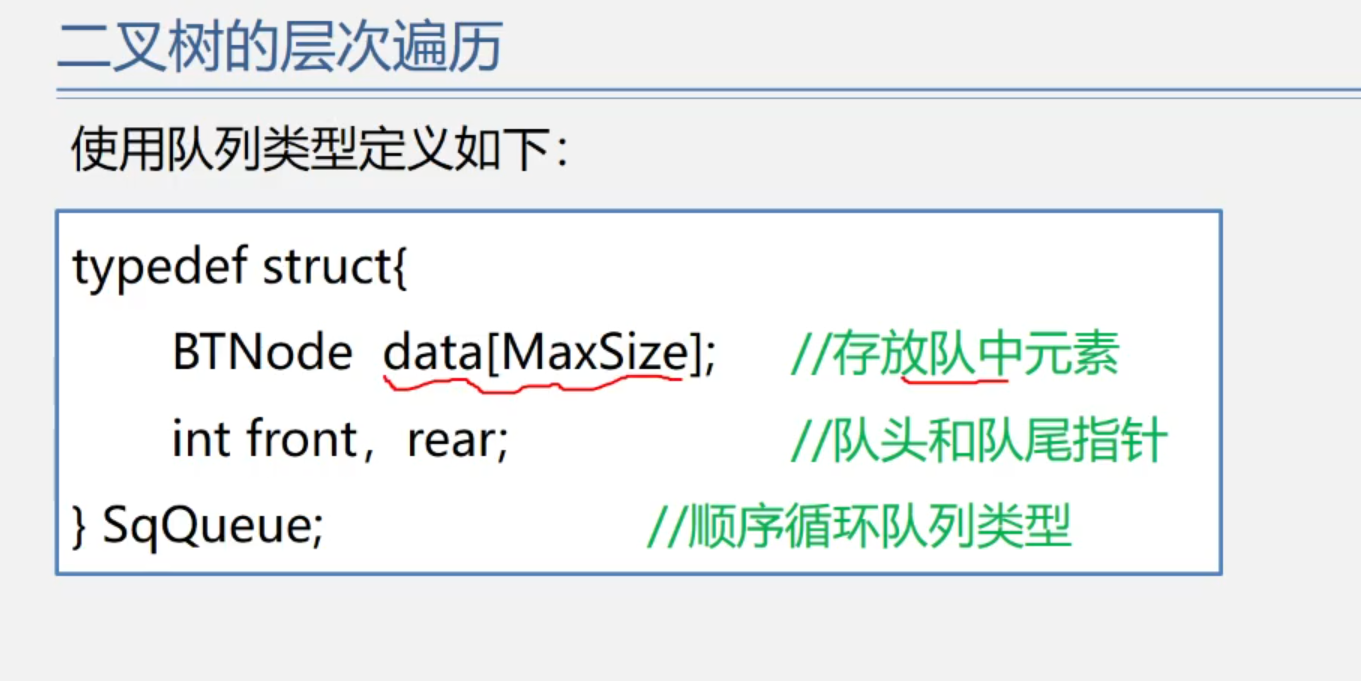 二叉树的层次遍历
使用队列类型定义如下：
typedef struct{
BTNode data[MaxSize]; //存放队中元素
int front，rear; //队头和队尾指针
} SqQueue; //顺序循环队列类型